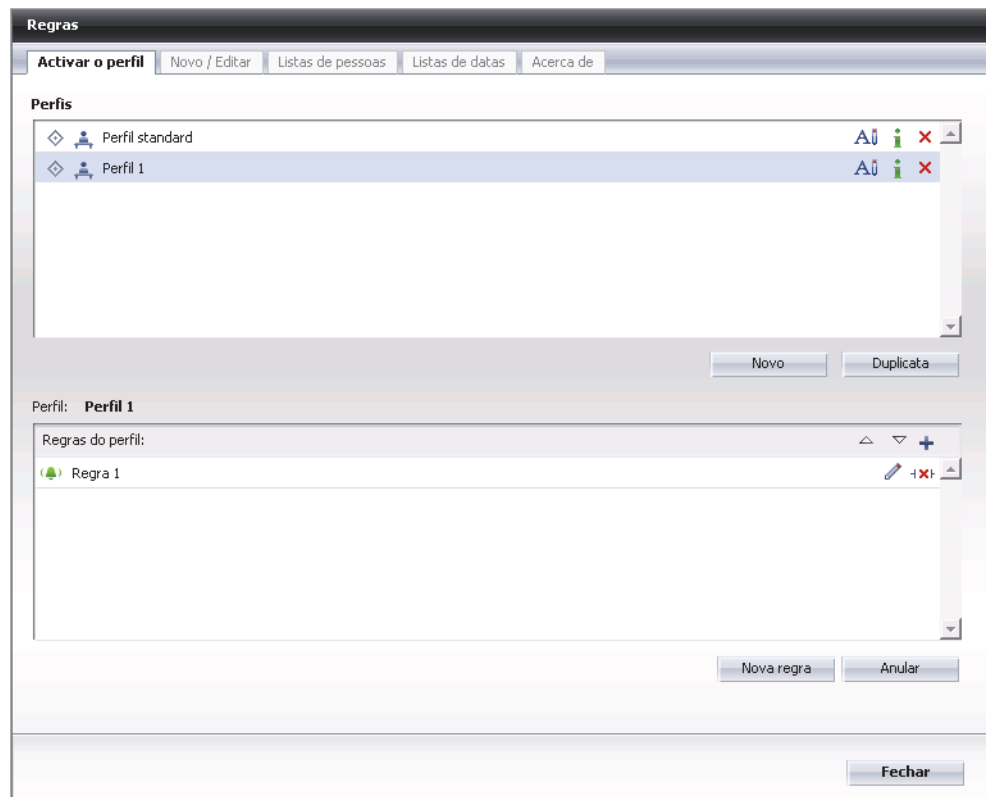 Regras
Activar o perfil Novo / Editar Listas de pessoas Listas de datas Acerca de
Perfis
Perfil standard
Perfil 1
Novo Duplicata
Perfil: Perfil 1
Regras do perfil:
Regra 1
Nova regra Anular
Fechar